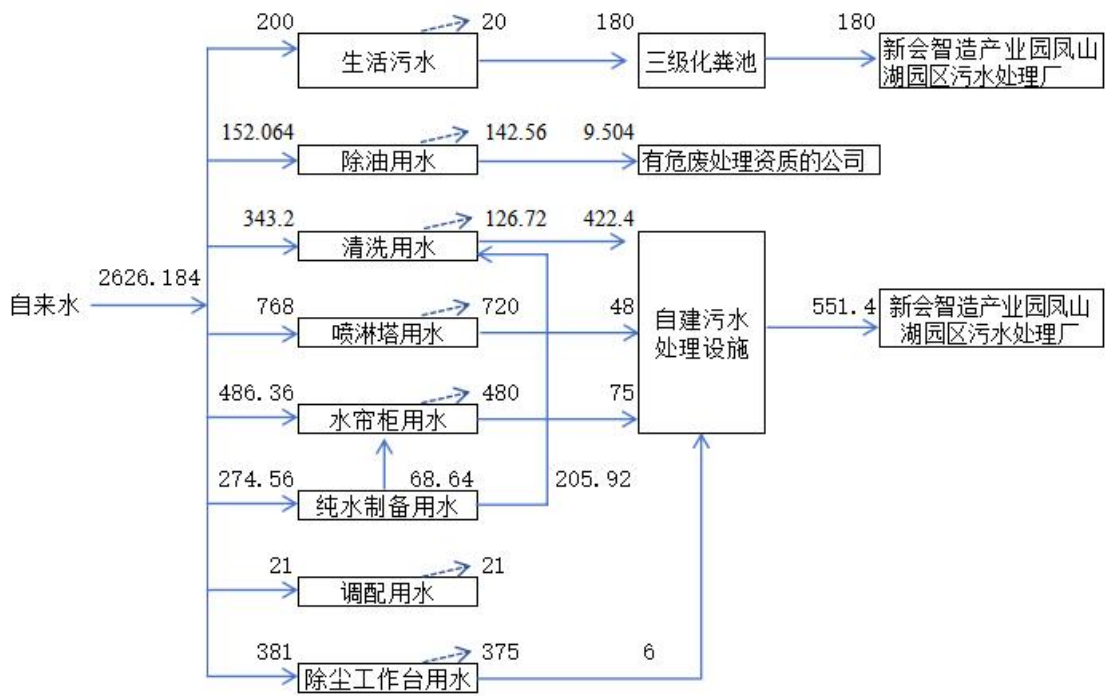 200
20
180
180
生活污水
三级化粪池
新会智造产业园凤山
湖园区污水处理厂
152.064
142.56
9.504
除油用水
有危废处理资质的公司
343.2
126.72
422.4
清洗用水
自来水
2626.184
768
720
48
喷淋塔用水
自建污水
处理设施
551.4
新会智造产业园凤山
湖园区污水处理厂
486.36
480
75
水帘柜用水
274.56
68.64
205.92
纯水制备用水
21
21
调配用水
381
375
6
除尘工作台用水